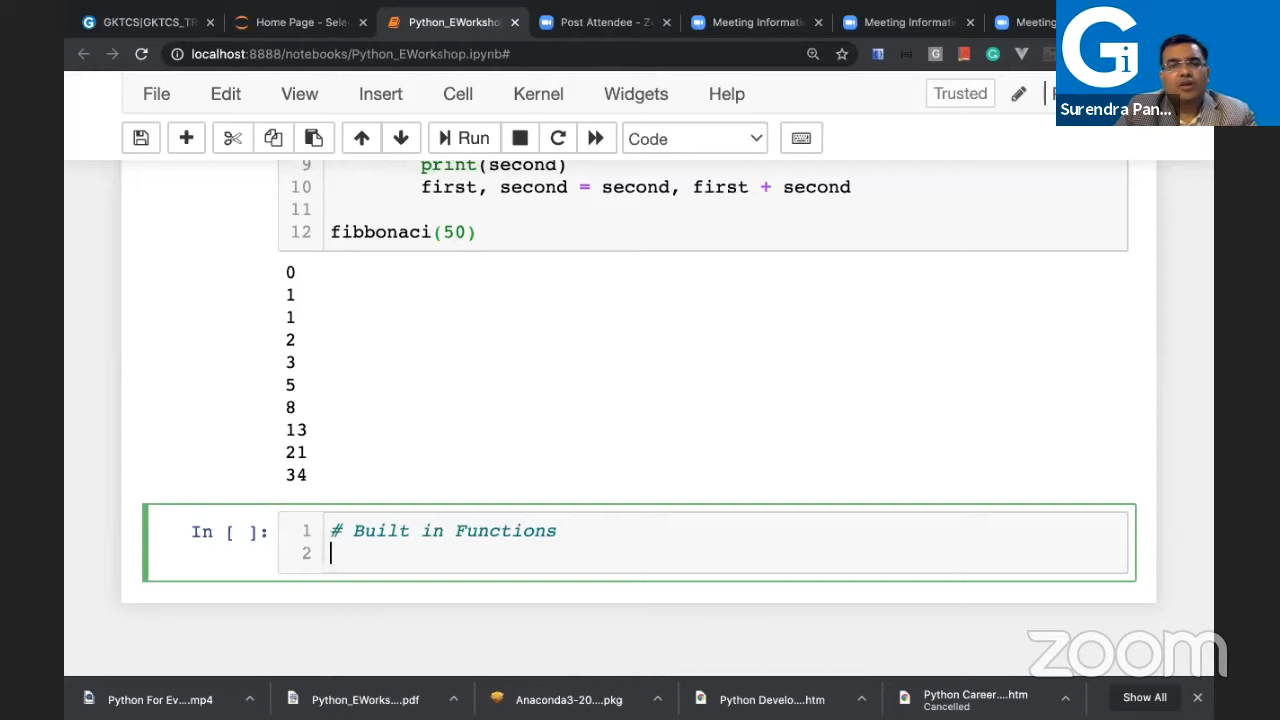 GKTCS|GKTCS_TR
Home Page - Sele
Python_EWorksho
Post Attendee - Z
Meeting Informati
Meeting Informati
Meeting
localhost:8888/notebooks/Python_EWorkshop.ipynb#
Gi
Surendra Pan...
File Edit View Insert Cell Kernel Widgets Help
Trusted
Run
Code
9 print(second)
10 first, second = second, first + second
11
12 fibbonaci(50)
0
1
1
2
3
5
8
13
21
34
In [ ]:
1 # Built in Functions
2
zoom
Python For Ev....mp4
Python_EWorks....pdf
Anaconda3-20....pkg
Python Develo....htm
Python Career....htm
Cancelled
Show All